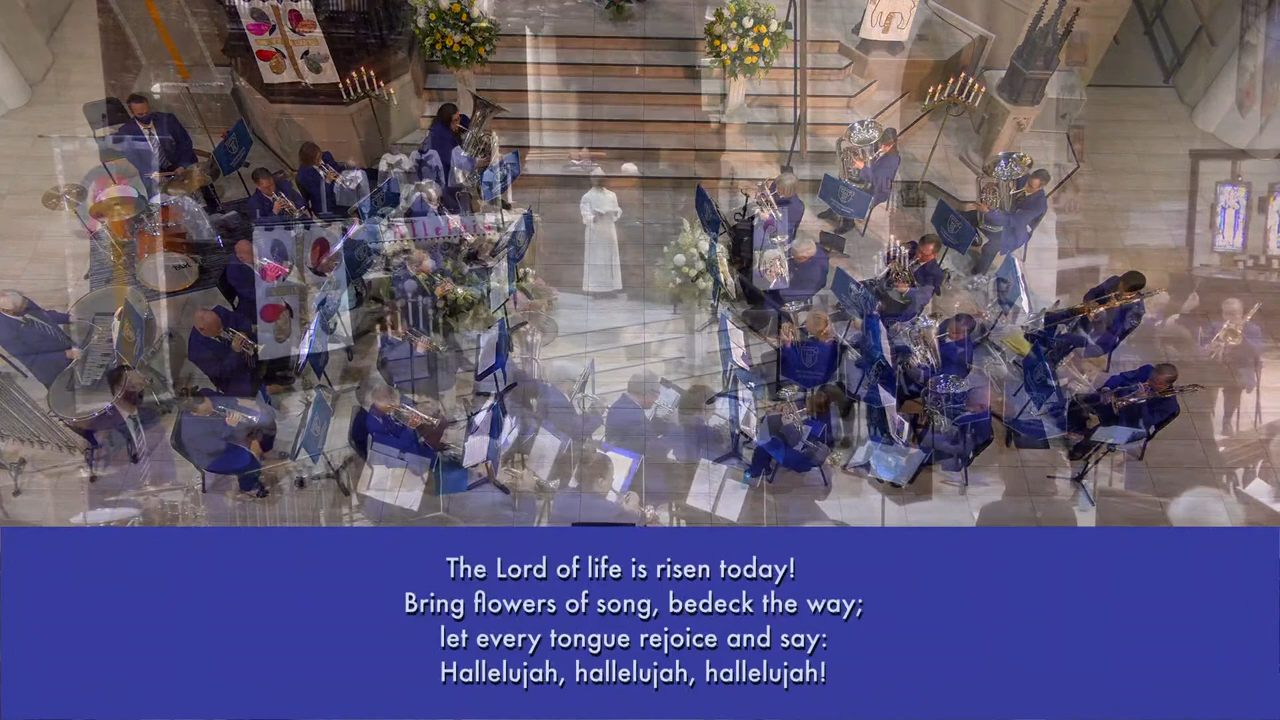 Alleluia
The Lord of life is risen today!
Bring flowers of song, bedeck the way;
let every tongue rejoice and say:
Hallelujah, hallelujah, hallelujah!